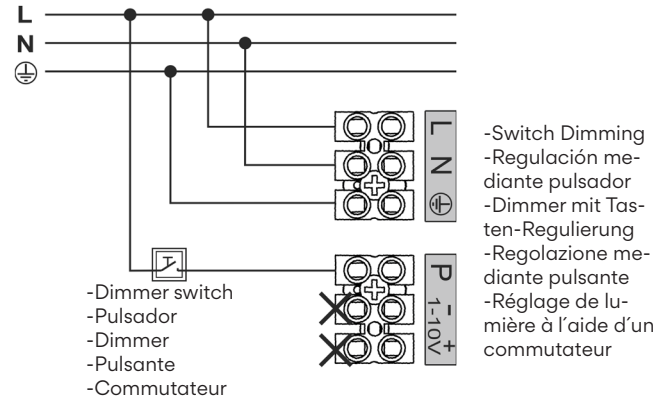 L
N
L
N
-Switch Dimming
-Regulación me-
diante pulsador
-Dimmer mit Tas-
ten-Regulierung
-Regolazione me-
diante pulsante
-Réglage de lu-
mière à l´aide d´un
commutateur
P - +
1-10V
-Dimmer switch
-Pulsador
-Dimmer
-Pulsante
-Commutateur